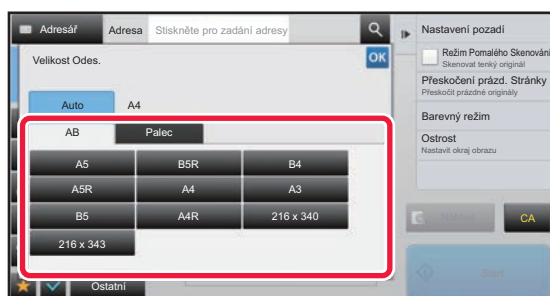 Adresář
Adresa
Stiskněte pro zadání adresy
Velikost Odes.
OK
Auto
A4
AB
Palec
A5
B5R
B4
A5R
A4
A3
B5
A4R
216 x 340
216 x 343
Ostatní
Nastavení pozadí
Režim Pomalého Skenování
Skenovat tenký originál
Přeskočení prázd. Stránky
Přeskočit prázdné originály
Barevný režim
Ostrost
Nastavit okraj obrazu
CA
Start